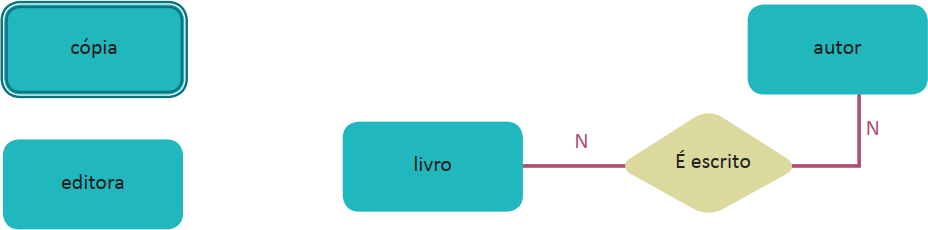 cópia
autor
N
N
É escrito
livro
editora